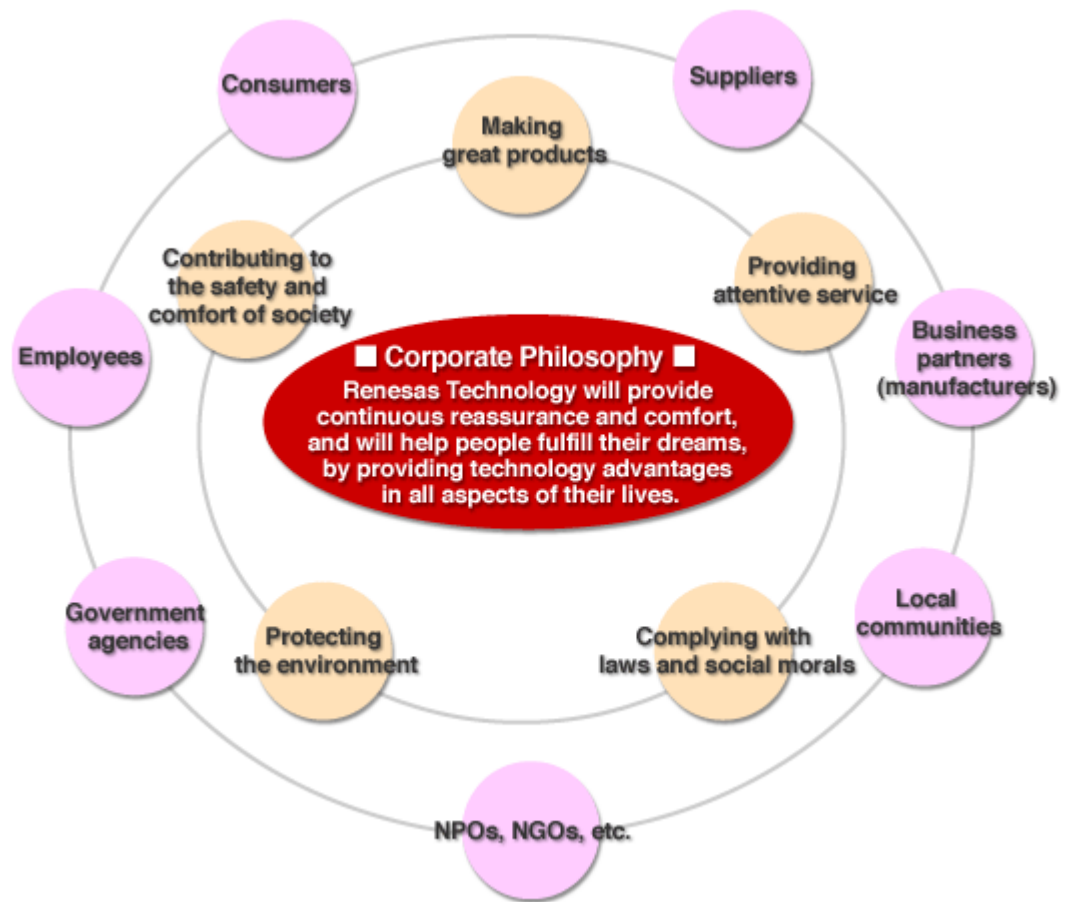 Consumers
Suppliers
Making
great products
Contributing to
the safety and
comfort of society
Providing
attentive service
Employees
Business
partners
(manufacturers)
■ Corporate Philosophy ■
Renesas Technology will provide
continuous reassurance and comfort,
and will help people fulfill their dreams,
by providing technology advantages
in all aspects of their lives.
Government
agencies
Protecting
the environment
Complying with
laws and social morals
Local
communities
NPOs, NGOs, etc.